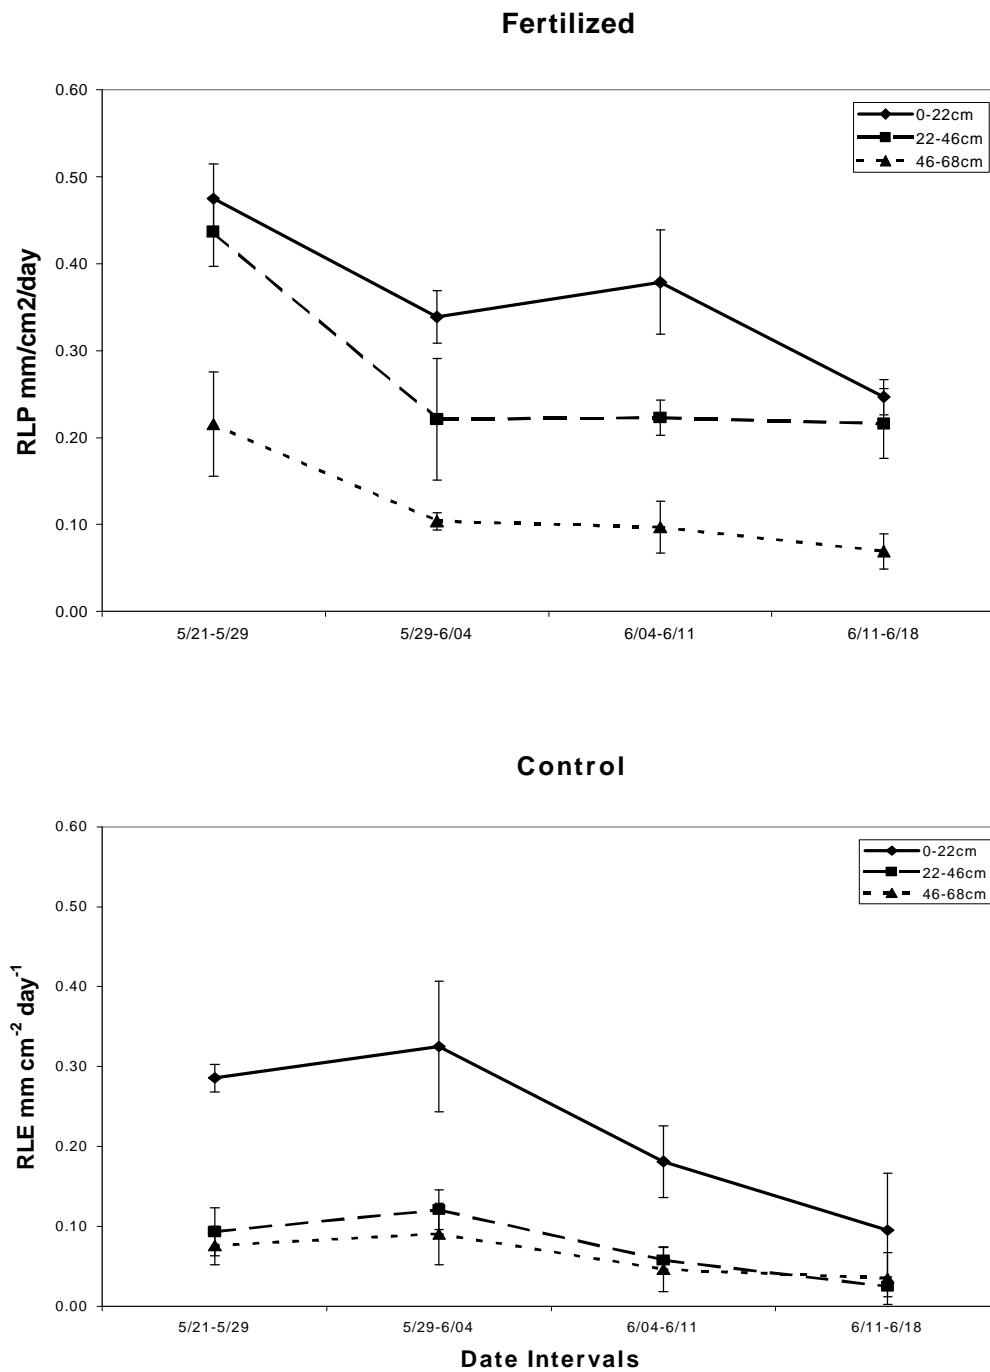 Fertilized
0.60
0.50
0.40
0.30
0.20
0.10
0.00
RLP mm/cm2/day
0-22cm
22-46cm
46-68cm
5/21-5/29 5/29-6/04 6/04-6/11 6/11-6/18
Control
0.60
0.50
0.40
0.30
0.20
0.10
0.00
RLE mm cm⁻² day⁻¹
0-22cm
22-46cm
46-68cm
5/21-5/29 5/29-6/04 6/04-6/11 6/11-6/18
Date Intervals